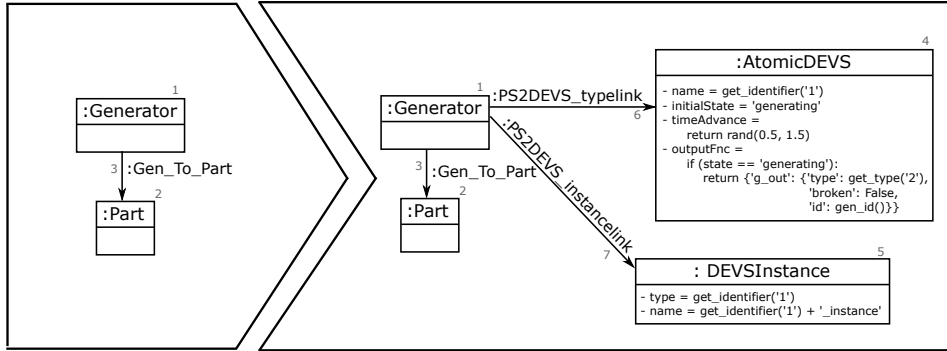 1
:Generator
3
:Gen_To_Part
2
:Part
1
:Generator
:PS2DEVS_typelink
6
3
:Gen_To_Part
2
:Part
:PS2DEVS_instancelink
7
4
:AtomicDEVS
- name = get_identifier('1')
- initialState = 'generating'
- timeAdvance =
return rand(0.5, 1.5)
- outputFnc =
if (state == 'generating'):
return {'g_out': {'type': get_type('2'),
'broken': False,
'id': gen_id()}}
5
: DEVSInstance
- type = get_identifier('1')
- name = get_identifier('1') + '_instance'